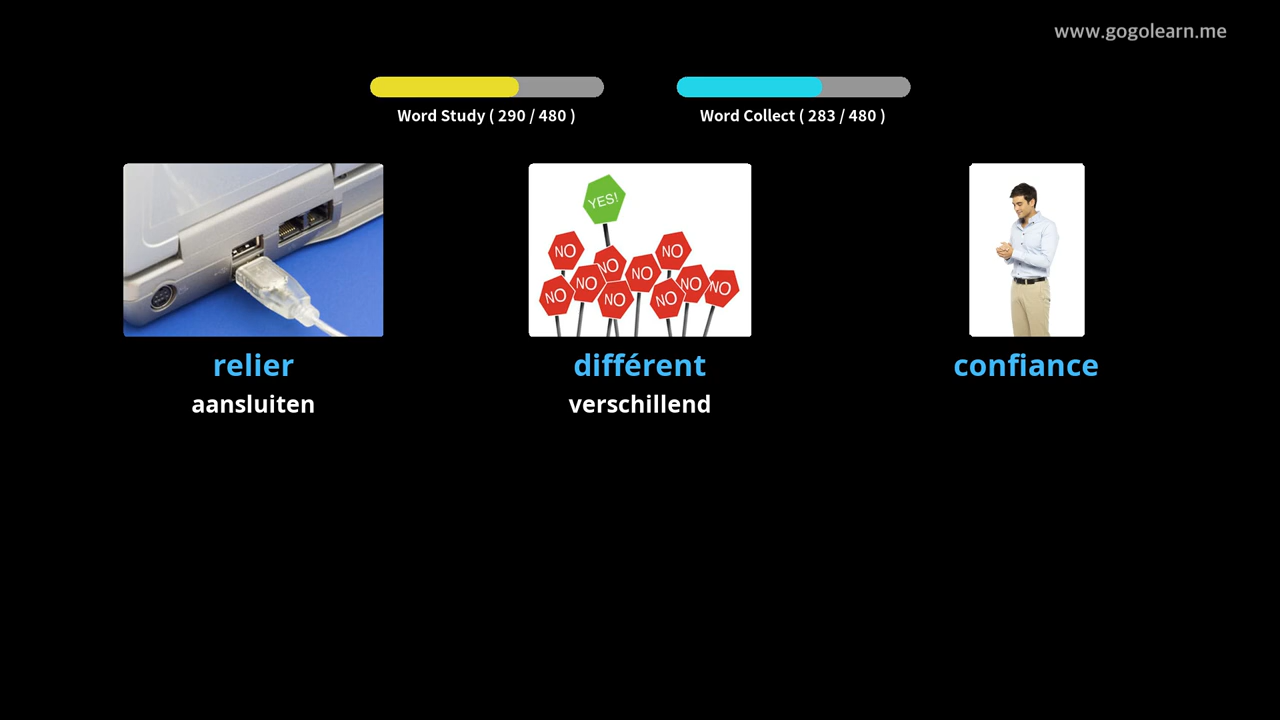 www.gogolearn.me
Word Study ( 290 / 480 )
Word Collect ( 283 / 480 )
YES!
NO
NO
NO
NO
NO
NO
NO
NO
NO
NO
relier
différent
confiance
aansluiten
verschillend